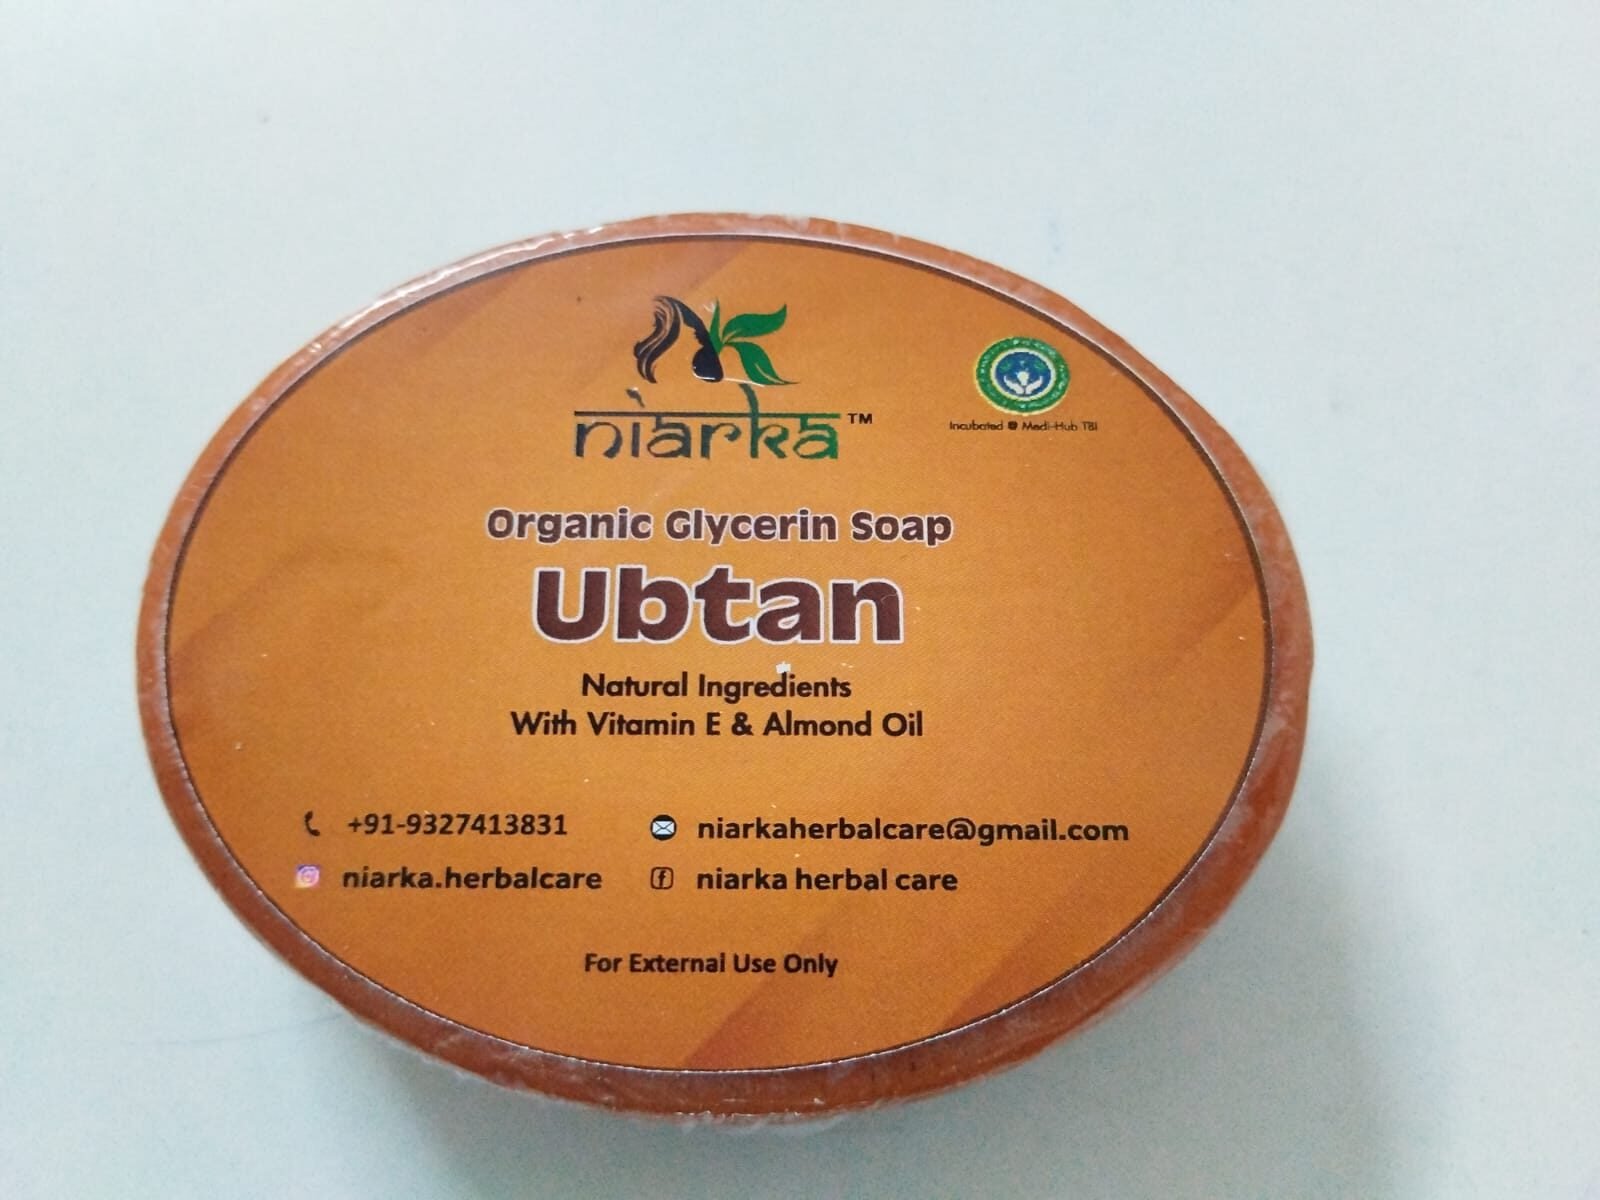 niarka™
Incubated @ Medi-Hub TBI
Organic Glycerin Soap
Ubtan
Natural Ingredients
With Vitamin E & Almond Oil
+91-9327413831
niarkaherbalcare@gmail.com
niarka.herbalcare
niarka herbal care
For External Use Only